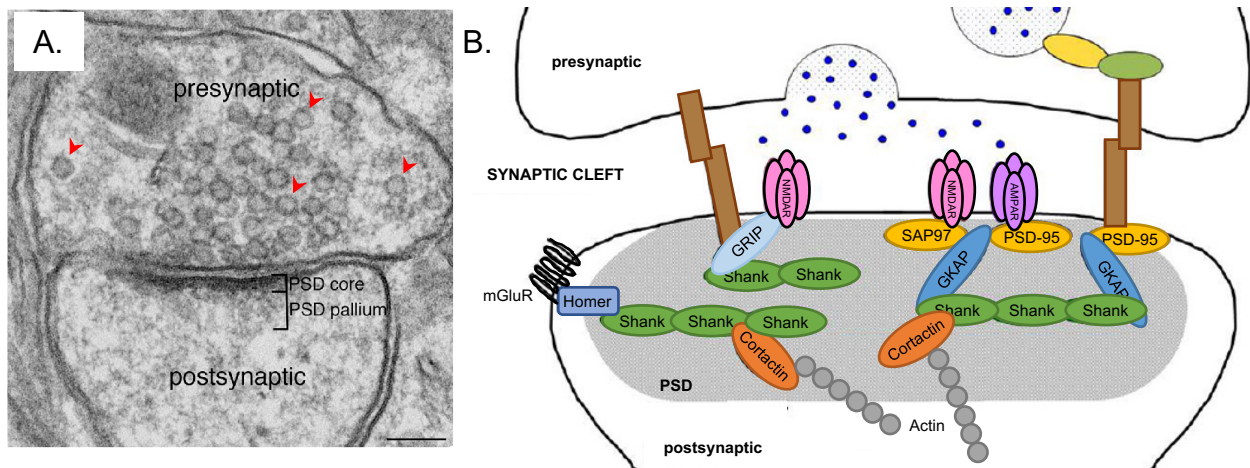 A.
presynaptic
PSD core
PSD pallium
postsynaptic
B.
presynaptic
SYNAPTIC CLEFT
NMDAR
NMDAR
AMPAR
GRIP
SAP97
PSD-95
PSD-95
GKAP
GKAP
Shank
Shank
mGluR
Homer
Shank
Shank
Shank
Shank
Shank
Shank
Cortactin
Cortactin
PSD
Actin
postsynaptic